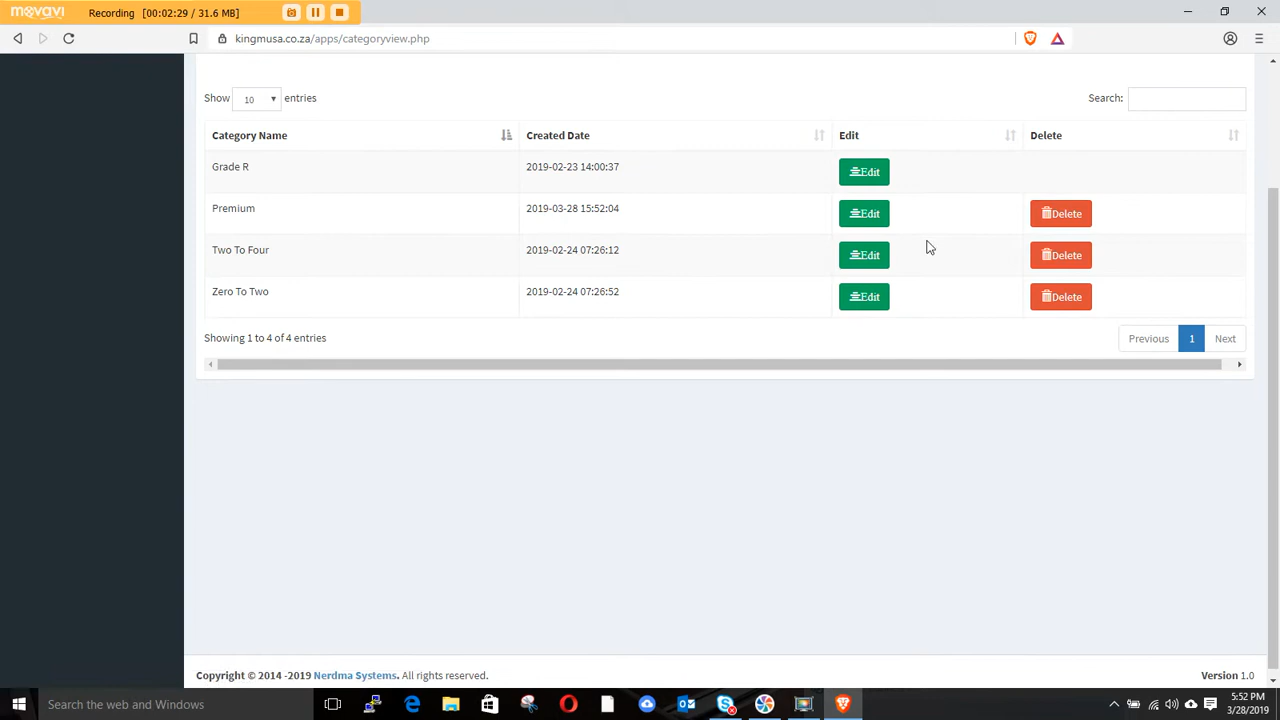 movavi Recording [00:02:29 / 31.6 MB]
kingmusa.co.za/apps/categoryview.php
Show 10 entries Search:
Category Name Created Date Edit Delete
Grade R 2019-02-23 14:00:37 Edit
Premium 2019-03-28 15:52:04 Edit Delete
Two To Four 2019-02-24 07:26:12 Edit Delete
Zero To Two 2019-02-24 07:26:52 Edit Delete
Showing 1 to 4 of 4 entries Previous 1 Next
Copyright © 2014 -2019 Nerdma Systems. All rights reserved. Version 1.0
Search the web and Windows
5:52 PM
3/28/2019